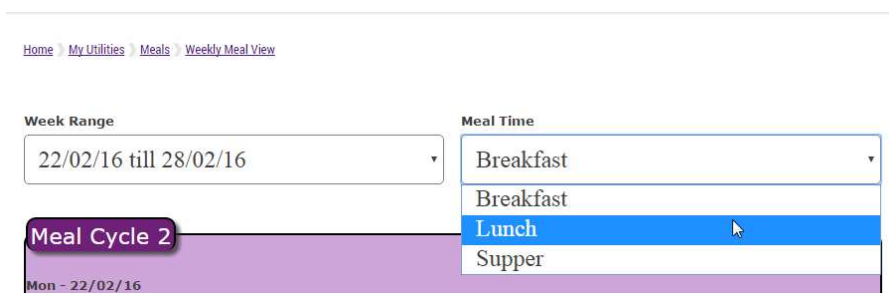 Home My Utilities Meals Weekly Meal View
Week Range
Meal Time
22/02/16 till 28/02/16
Breakfast
Breakfast
Lunch
Supper
Meal Cycle 2
Mon - 22/02/16